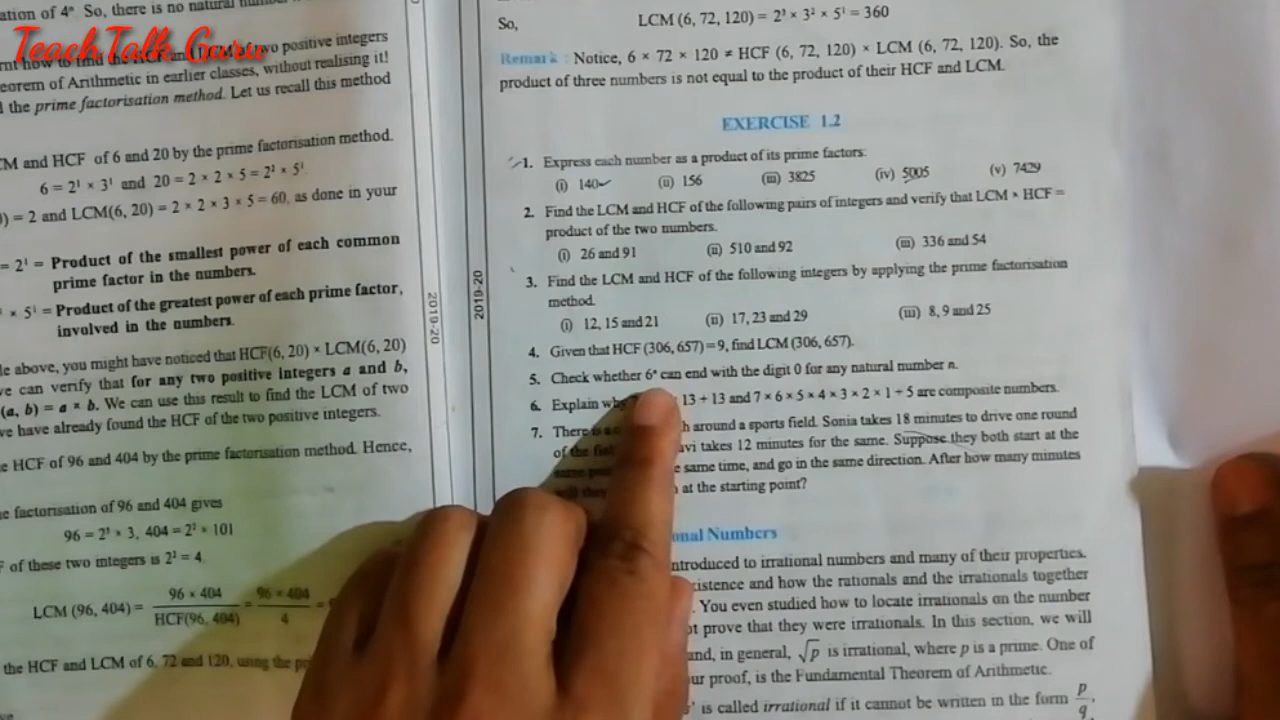 TeachTalk Guru
ation of 4ⁿ. So, there is no natural
two positive integers
eorem of Arithmetic in earlier classes, without realising it!
the prime factorisation method. Let us recall this method
CM and HCF of 6 and 20 by the prime factorisation method.
6 = 2¹ × 3¹ and 20 = 2 × 2 × 5 = 2² × 5¹.
) = 2 and LCM(6, 20) = 2 × 2 × 3 × 5 = 60, as done in your
= 2¹ = Product of the smallest power of each common
prime factor in the numbers.
× 5¹ = Product of the greatest power of each prime factor,
involved in the numbers.
le above, you might have noticed that HCF(6, 20) × LCM(6, 20)
we can verify that for any two positive integers a and b,
(a, b) = a × b. We can use this result to find the LCM of two
ve have already found the HCF of the two positive integers.
e HCF of 96 and 404 by the prime factorisation method. Hence,
e factorisation of 96 and 404 gives
96 = 2⁵ × 3, 404 = 2² × 101
F of these two integers is 2² = 4.
LCM (96, 404) = 96 × 404 / HCF(96, 404) = 96 × 404 / 4 =
the HCF and LCM of 6, 72 and 120, using the pr
2019-20
2019-20
So, LCM (6, 72, 120) = 2³ × 3² × 5¹ = 360
Remark : Notice, 6 × 72 × 120 ≠ HCF (6, 72, 120) × LCM (6, 72, 120). So, the
product of three numbers is not equal to the product of their HCF and LCM.
EXERCISE 1.2
1. Express each number as a product of its prime factors:
(i) 140 (ii) 156 (iii) 3825 (iv) 5005 (v) 7429
2. Find the LCM and HCF of the following pairs of integers and verify that LCM × HCF =
product of the two numbers.
(i) 26 and 91 (ii) 510 and 92 (iii) 336 and 54
3. Find the LCM and HCF of the following integers by applying the prime factorisation
method.
(i) 12, 15 and 21 (ii) 17, 23 and 29 (iii) 8, 9 and 25
4. Given that HCF (306, 657) = 9, find LCM (306, 657).
5. Check whether 6ⁿ can end with the digit 0 for any natural number n.
6. Explain why 13 + 13 and 7 × 6 × 5 × 4 × 3 × 2 × 1 + 5 are composite numbers.
7. There is a h around a sports field. Sonia takes 18 minutes to drive one round
of the fie avi takes 12 minutes for the same. Suppose they both start at the
same e same time, and go in the same direction. After how many minutes
will they at the starting point?
onal Numbers
ntroduced to irrational numbers and many of their properties.
xistence and how the rationals and the irrationals together
. You even studied how to locate irrationals on the number
ot prove that they were irrationals. In this section, we will
and, in general, √p is irrational, where p is a prime. One of
ur proof, is the Fundamental Theorem of Arithmetic.
' is called irrational if it cannot be written in the form p/q,